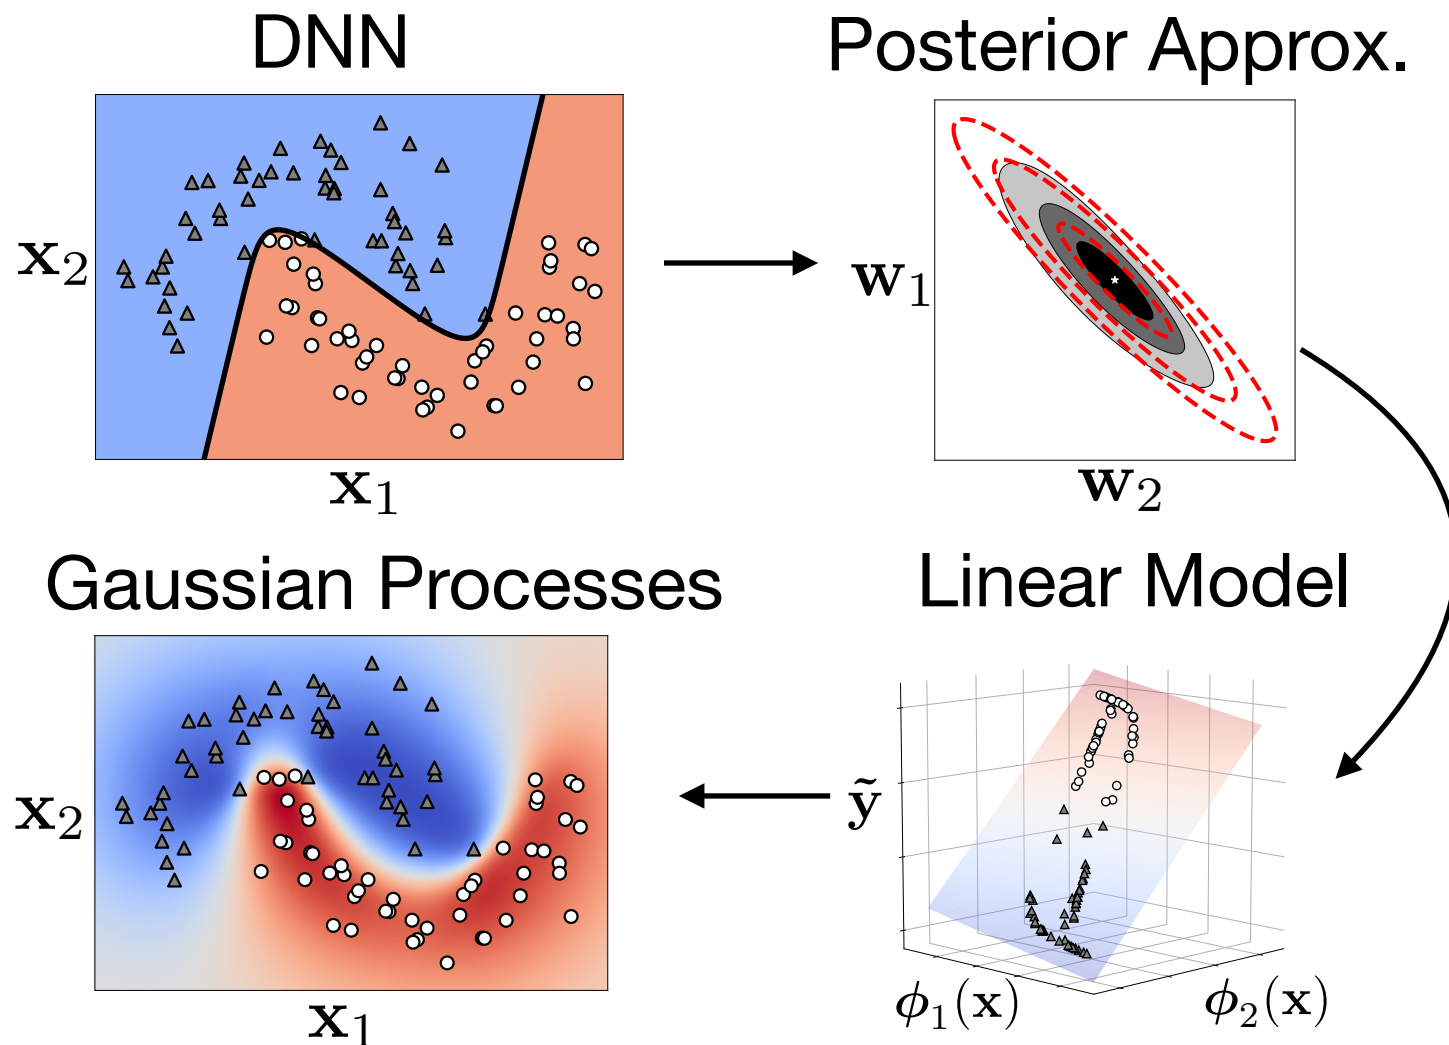 DNN
Posterior Approx.
x₂
w₁
x₁
w₂
Gaussian Processes
Linear Model
x₂
ỹ
x₁
ϕ₁(x)
ϕ₂(x)